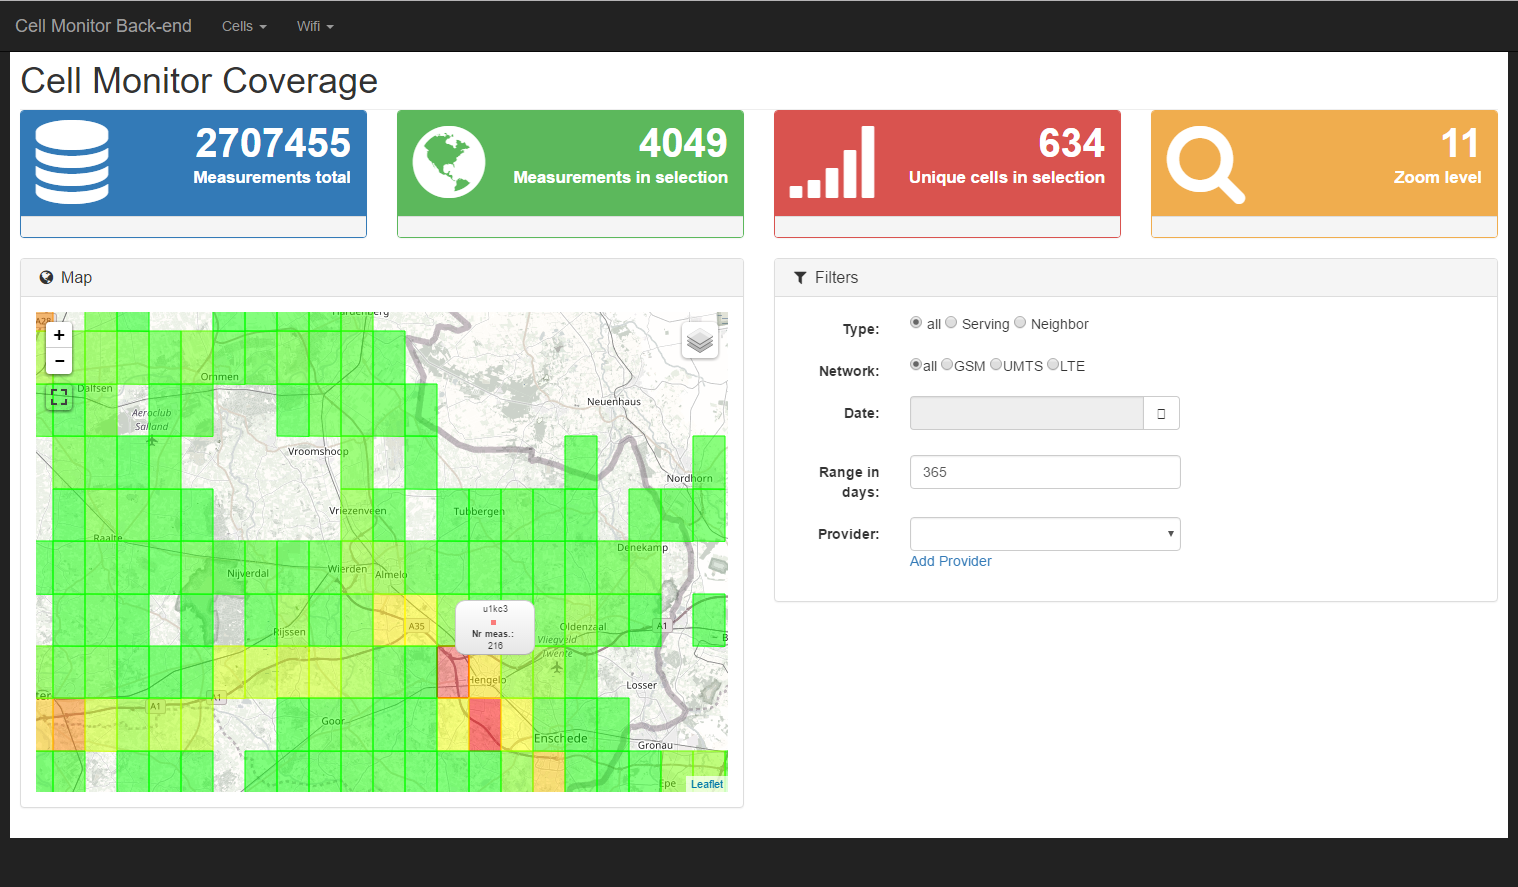 Cell Monitor Back-end Cells Wifi
Cell Monitor Coverage
2707455
Measurements total
4049
Measurements in selection
634
Unique cells in selection
11
Zoom level
Map
Hardenberg
A28
+
−
Dalfsen
Ommen
Aeroclub
Salland
Neuenhaus
Vroomshoop
Nordhorn
Vriezenveen
Tubbergen
Raalte
Denekamp
Nijverdal
Wierden
Almelo
u1kc3
Nr meas.:
216
A35
Rijssen
Oldenzaal
A1
Vliegveld
Twente
Hengelo
Losser
ter
A1
A1
Goor
Enschede
Gronau
Epe
Leaflet
Filters
Type: all Serving Neighbor
Network: all GSM UMTS LTE
Date:
Range in
days:
365
Provider:
Add Provider